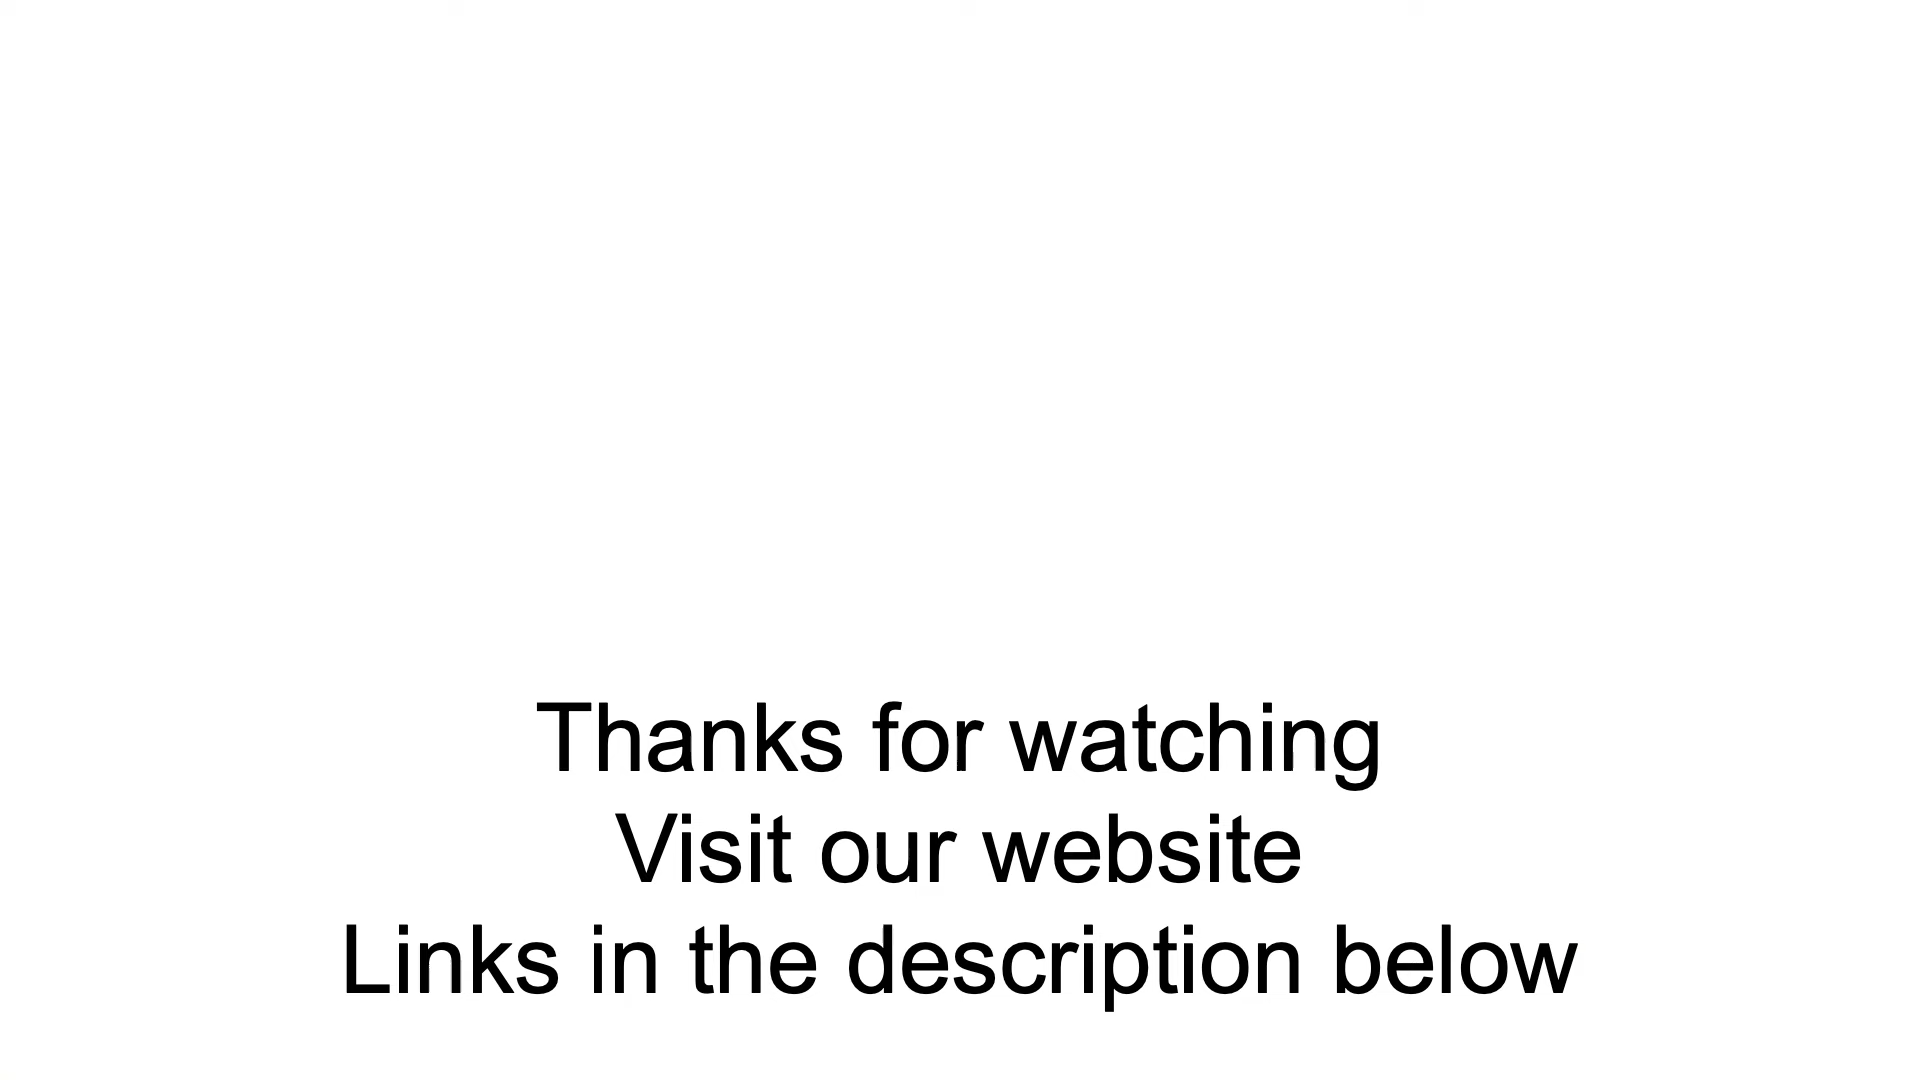 Thanks for watching
Visit our website
Links in the description below